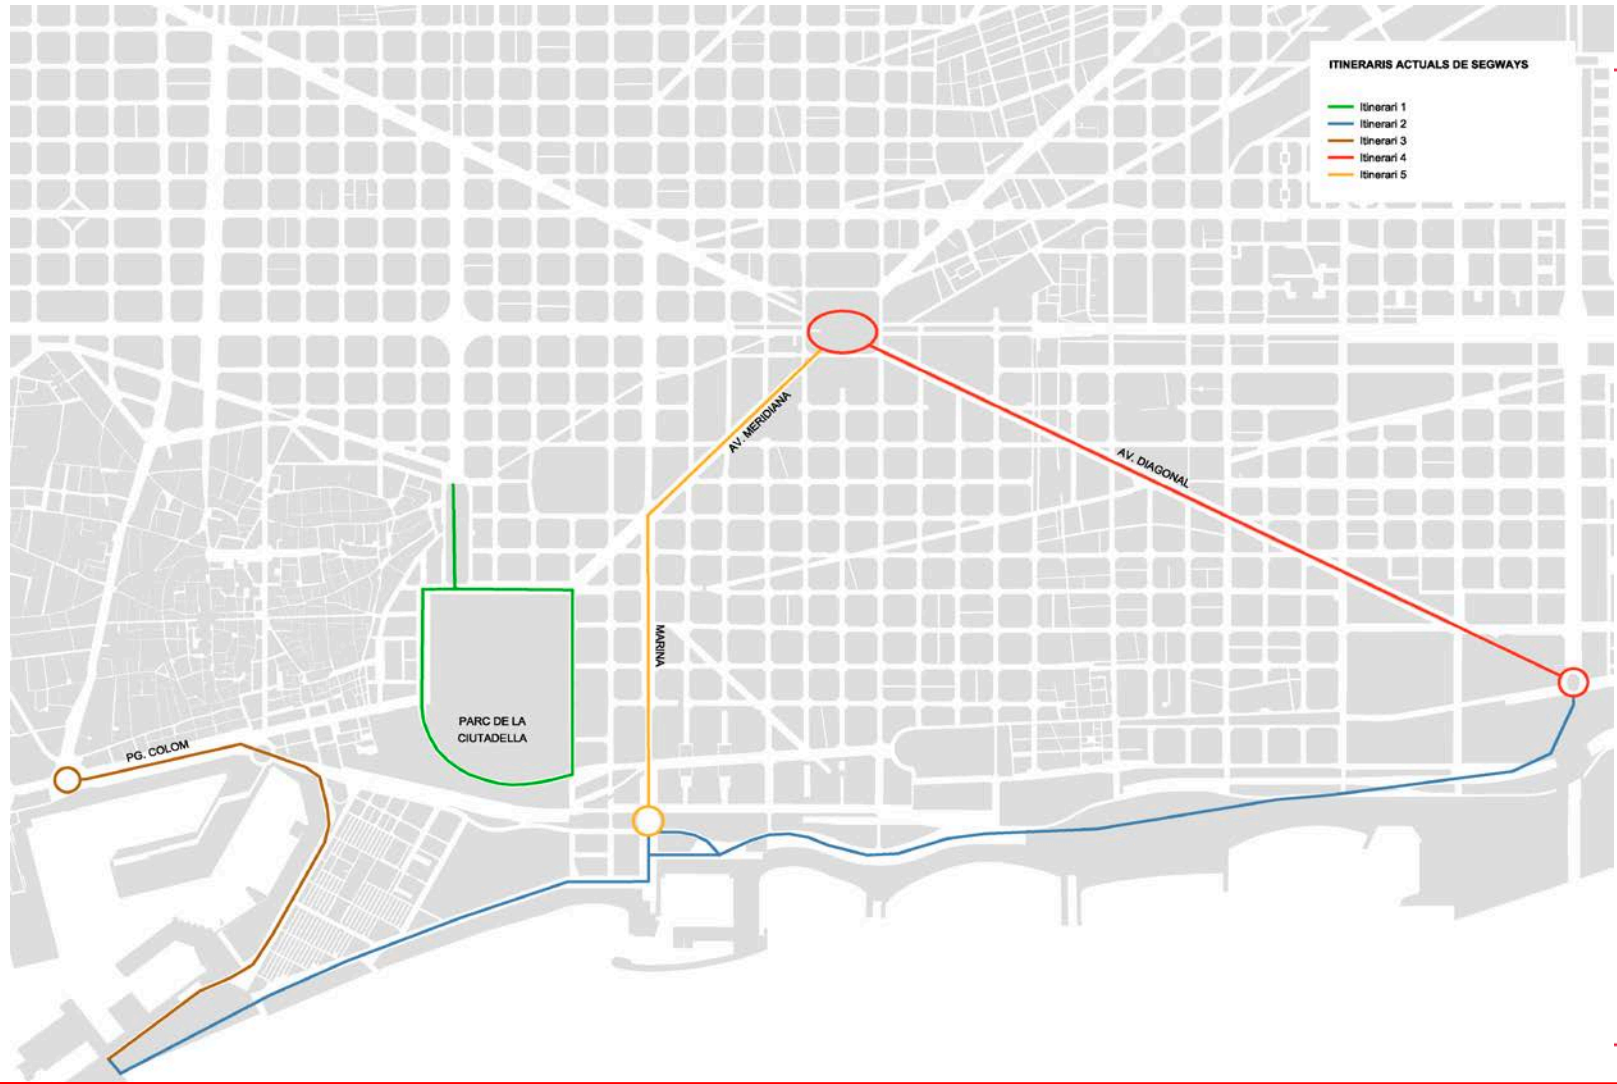 ITINERARIS ACTUALS DE SEGWAYS
Itinerari 1
Itinerari 2
Itinerari 3
Itinerari 4
Itinerari 5
AV. MERIDIANA
AV. DIAGONAL
MARINA
PARC DE LA
CIUTADELLA
PG. COLOM